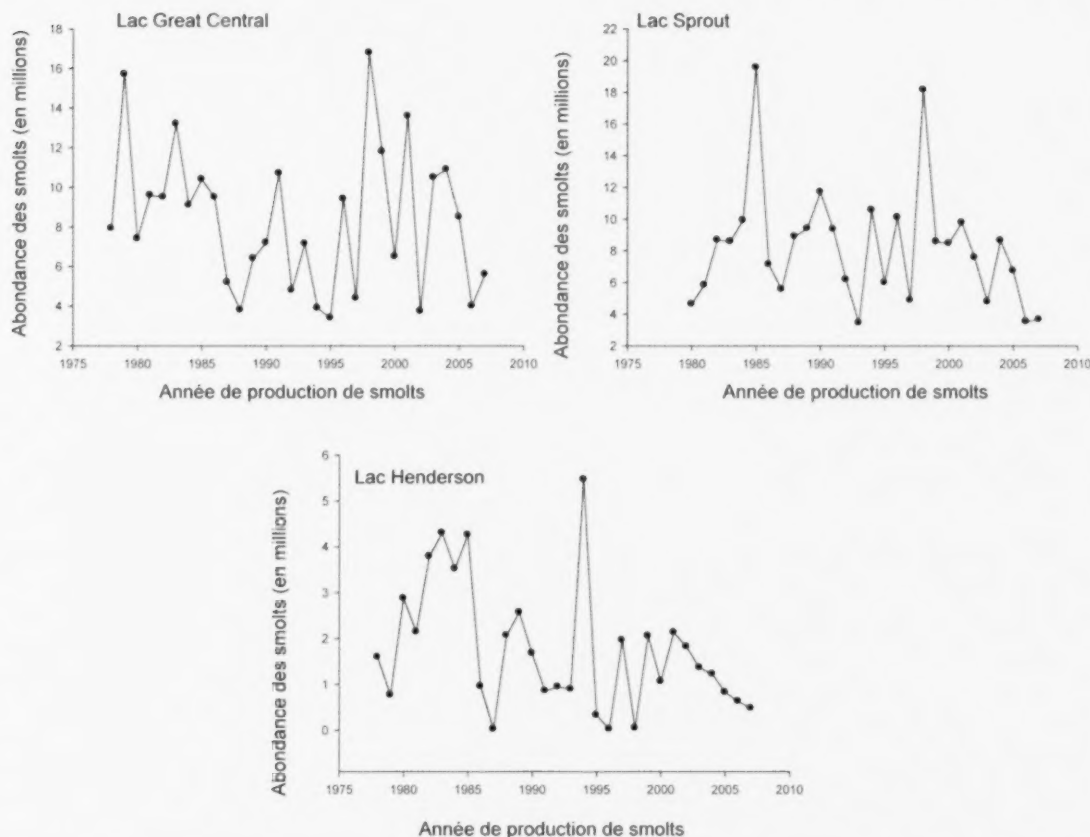 Lac Great Central
Abondance des smolts (en millions)
18
16
14
12
10
8
6
4
2
1975 1980 1985 1990 1995 2000 2005 2010
Année de production de smolts
Lac Sprout
Abondance des smolts (en millions)
22
20
18
16
14
12
10
8
6
4
2
1975 1980 1985 1990 1995 2000 2005 2010
Année de production de smolts
Lac Henderson
Abondance des smolts (en millions)
6
5
4
3
2
1
0
1975 1980 1985 1990 1995 2000 2005 2010
Année de production de smolts